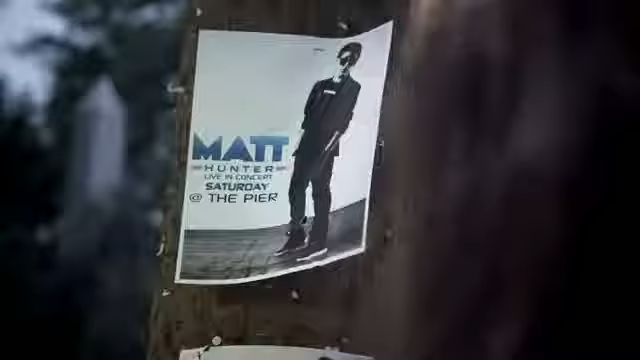 MATT
HUNTER
LIVE IN CONCERT
SATURDAY
@ THE PIER